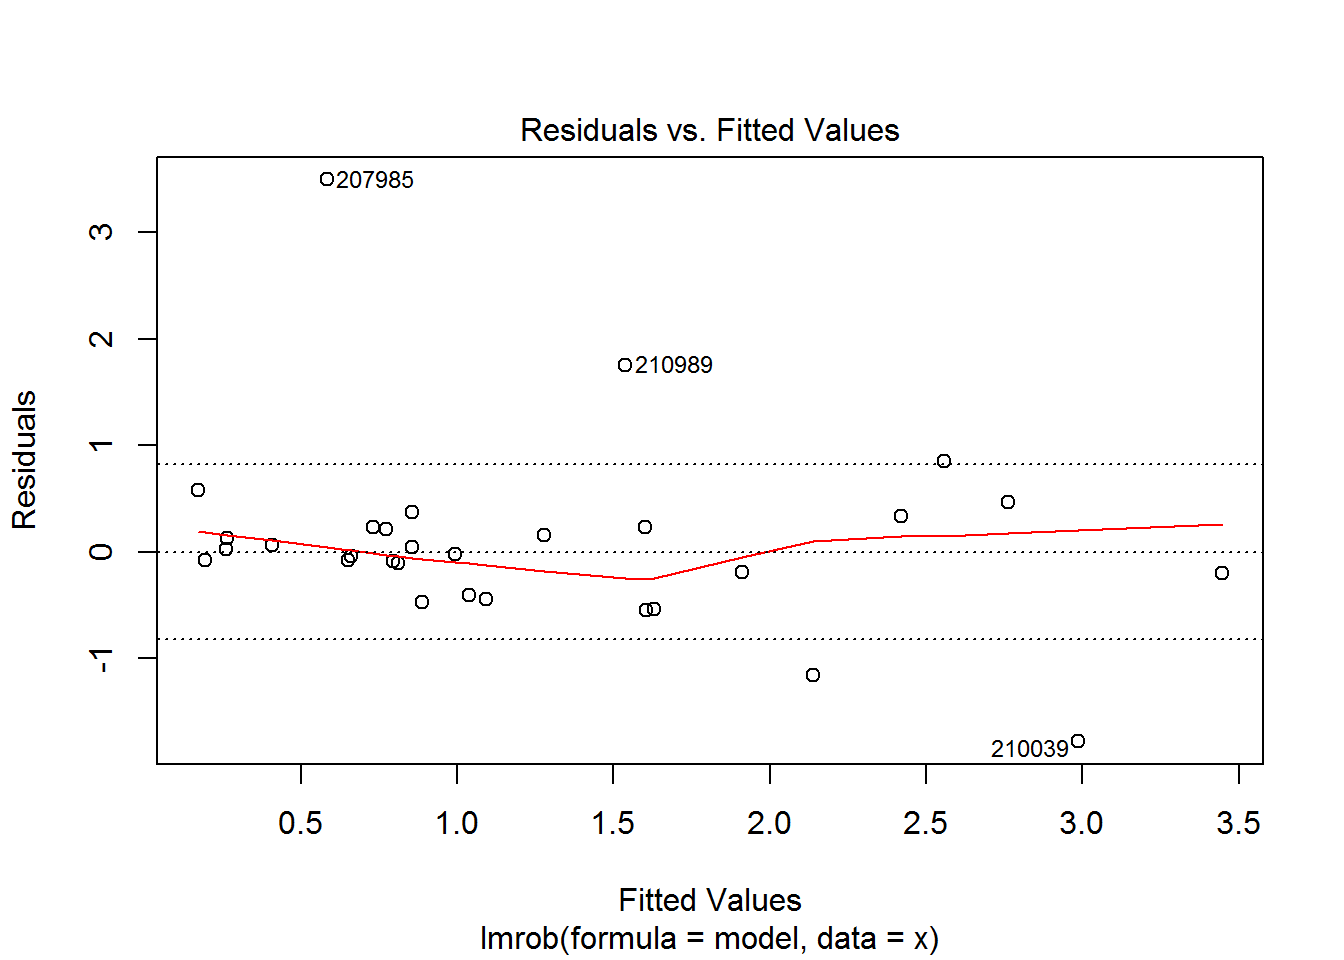 Residuals vs. Fitted Values
207985
3
2
210989
1
0
-1
210039
Residuals
0.5 1.0 1.5 2.0 2.5 3.0 3.5
Fitted Values
lmrob(formula = model, data = x)